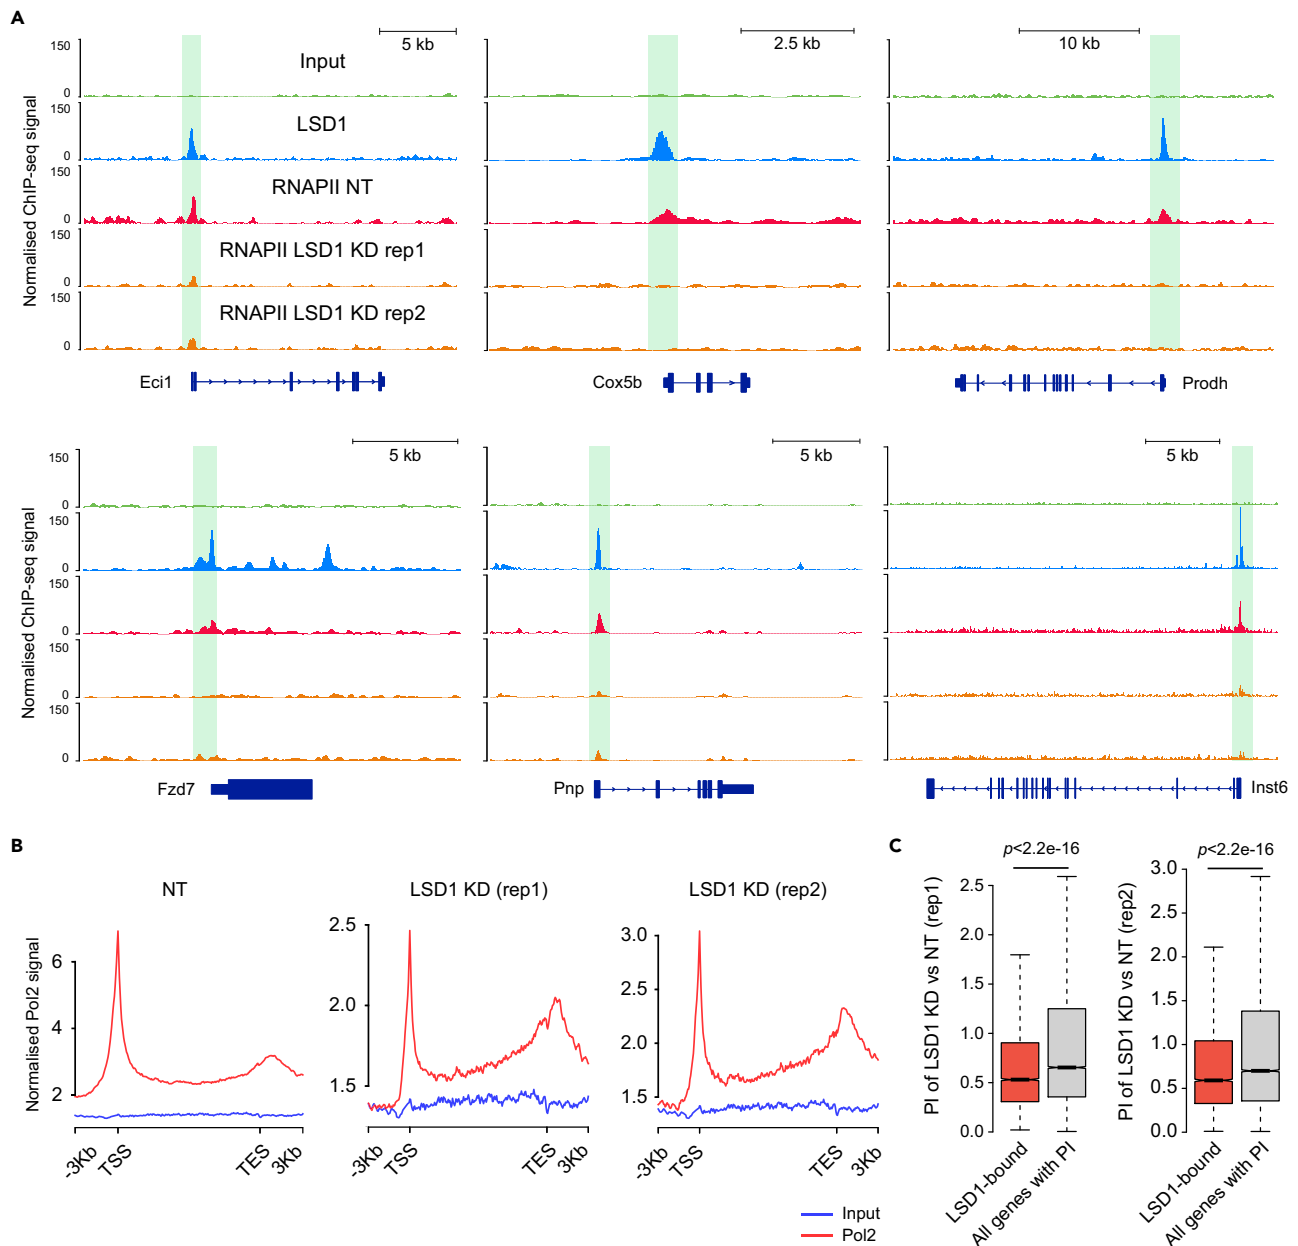 A
5 kb
2.5 kb
10 kb
Normalised ChIP-seq signal
150
0
Input
150
0
LSD1
150
0
RNAPII NT
150
0
RNAPII LSD1 KD rep1
150
0
RNAPII LSD1 KD rep2
Eci1
Cox5b
Prodh
5 kb
5 kb
5 kb
Normalised ChIP-seq signal
150
0
150
0
150
0
150
0
150
0
Fzd7
Pnp
Inst6
B
NT
LSD1 KD (rep1)
LSD1 KD (rep2)
Normalised Pol2 signal
6
4
2
-3Kb
TSS
TES
3Kb
2.5
2.0
1.5
-3Kb
TSS
TES
3Kb
3.0
2.5
2.0
1.5
-3Kb
TSS
TES
3Kb
Input
Pol2
C
p<2.2e-16
PI of LSD1 KD vs NT (rep1)
2.5
2.0
1.5
1.0
0.5
0.0
LSD1-bound
All genes with PI
p<2.2e-16
PI of LSD1 KD vs NT (rep2)
3.0
2.5
2.0
1.5
1.0
0.5
0.0
LSD1-bound
All genes with PI